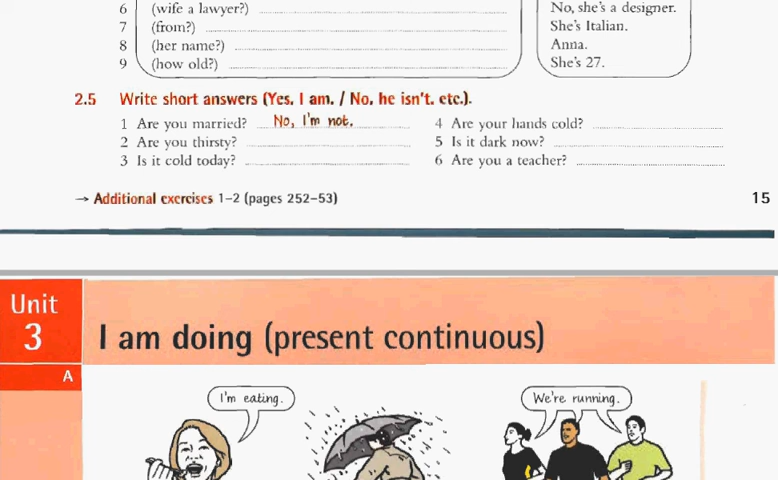 6 (wife a lawyer?)
7 (from?)
8 (her name?)
9 (how old?)
No, she's a designer.
She's Italian.
Anna.
She's 27.
2.5 Write short answers (Yes, I am. / No, he isn't. etc.).
1 Are you married? No, I'm not.
2 Are you thirsty?
3 Is it cold today?
4 Are your hands cold?
5 Is it dark now?
6 Are you a teacher?
→ Additional exercises 1–2 (pages 252–53)
15
Unit
3
I am doing (present continuous)
A
I'm eating.
We're running.